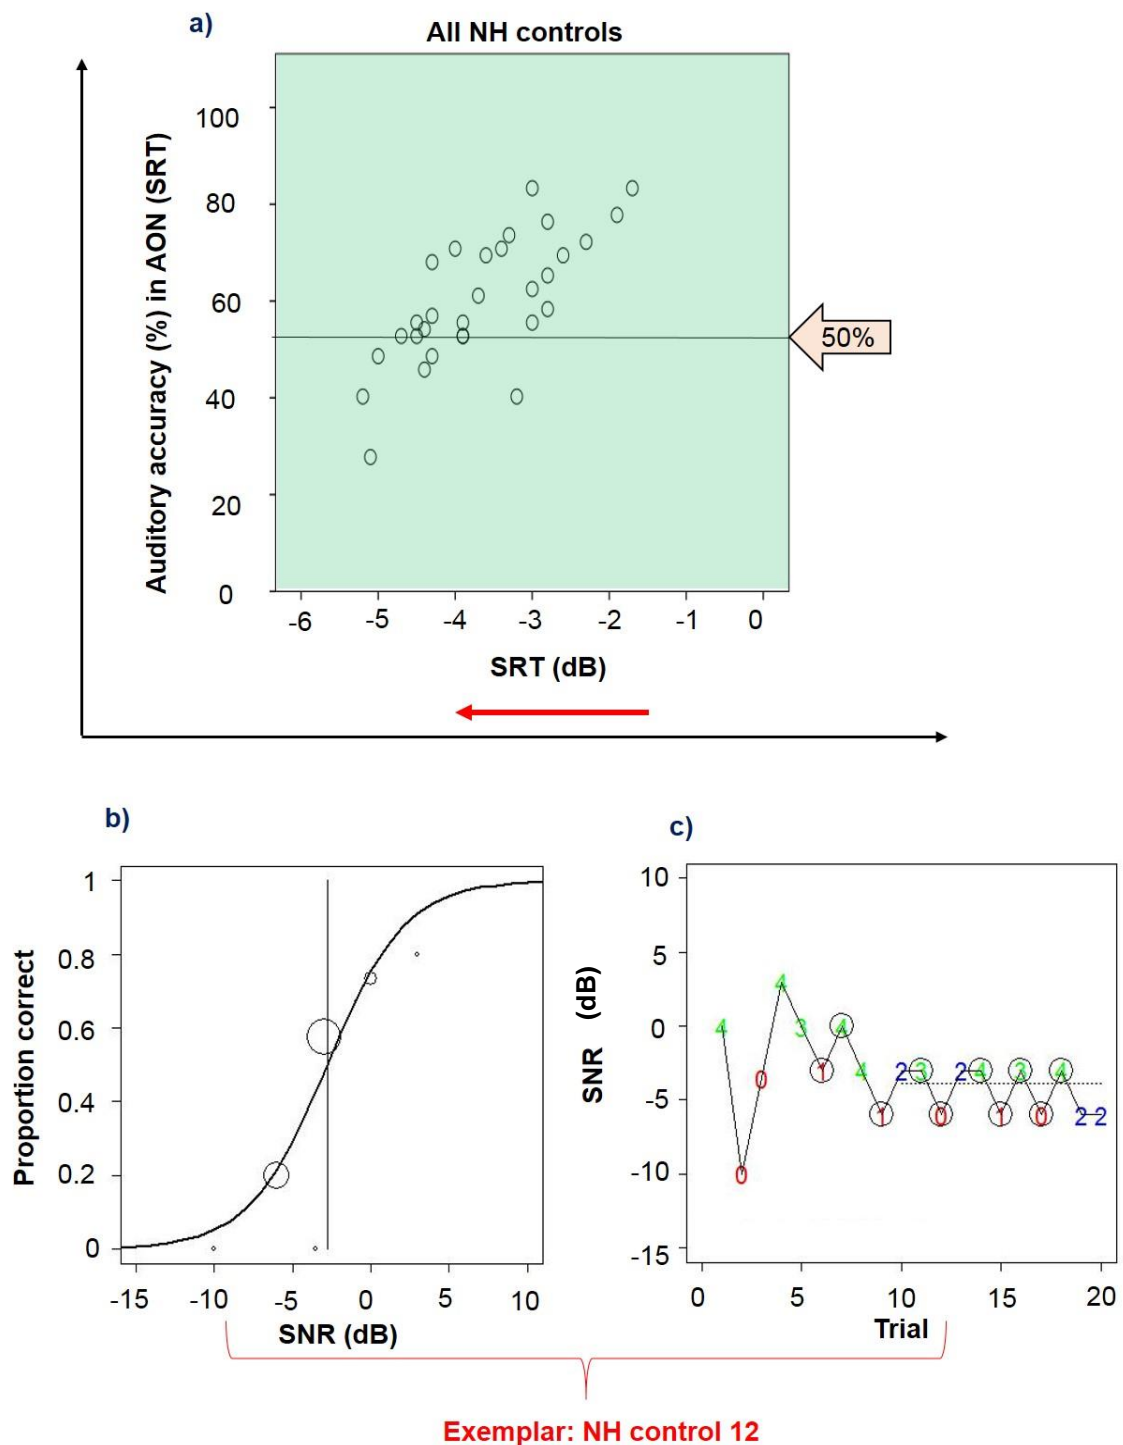 a)
All NH controls
Auditory accuracy (%) in AON (SRT)
100
80
60
40
20
0
50%
-6 -5 -4 -3 -2 -1 0
SRT (dB)
b)
Proportion correct
1
0.8
0.6
0.4
0.2
0
-15 -10 -5 0 5 10
SNR (dB)
c)
SNR (dB)
10
5
0
-5
-10
-15
4 0 0 4 3 1 4 4 1 2 3 0 2 4 1 3 0 4 2 2
0 5 10 15 20
Trial
Exemplar: NH control 12